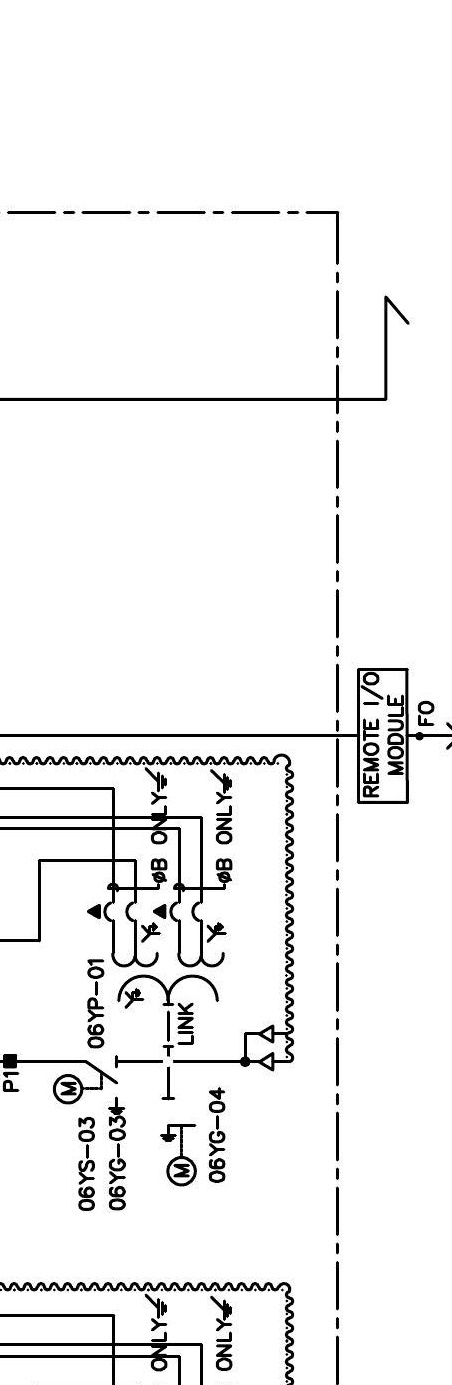 REMOTE I/O
MODULE
FO
ØB ONLY
ØB ONLY
06YP-01
LINK
P1
M
06YS-03
06YG-03
M
06YG-04
ONLY
ONLY